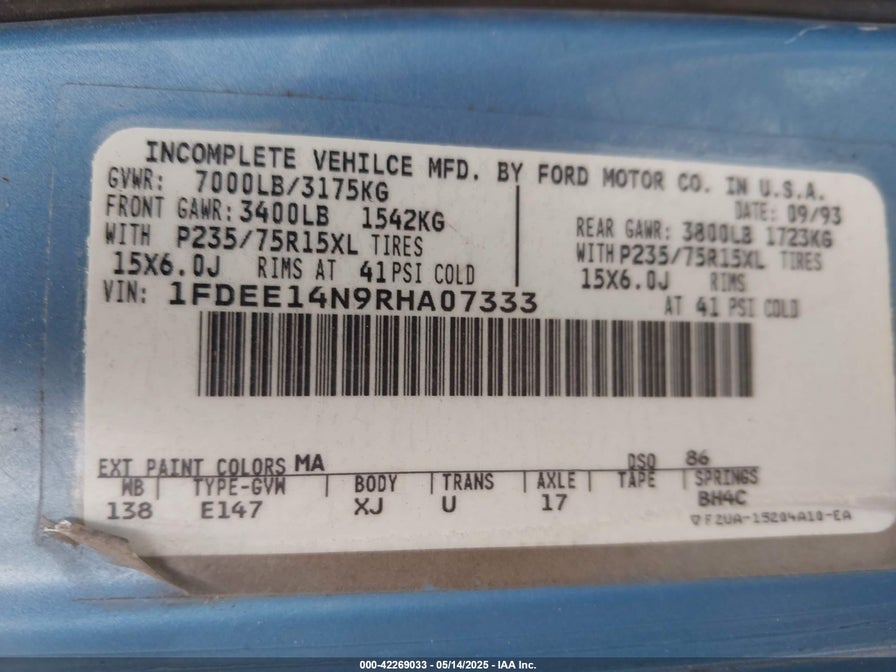 INCOMPLETE VEHILCE MFD. BY FORD MOTOR CO. IN U.S.A.
GVWR: 7000LB/3175KG
DATE: 09/93
FRONT GAWR: 3400LB 1542KG
REAR GAWR: 3800LB 1723KG
WITH P235/75R15XL TIRES
WITH P235/75R15XL TIRES
15X6.0J RIMS AT 41 PSI COLD
15X6.0J RIMS
AT 41 PSI COLD
VIN: 1FDEE14N9RHA07333
EXT PAINT COLORS MA DSO 86
WB | TYPE-GVW | BODY | TRANS | AXLE | TAPE | SPRINGS
138 E147 XJ U 17 BH4C
▽F2UA-15204A10-EA
000-42269033 - 05/14/2025 - IAA Inc.